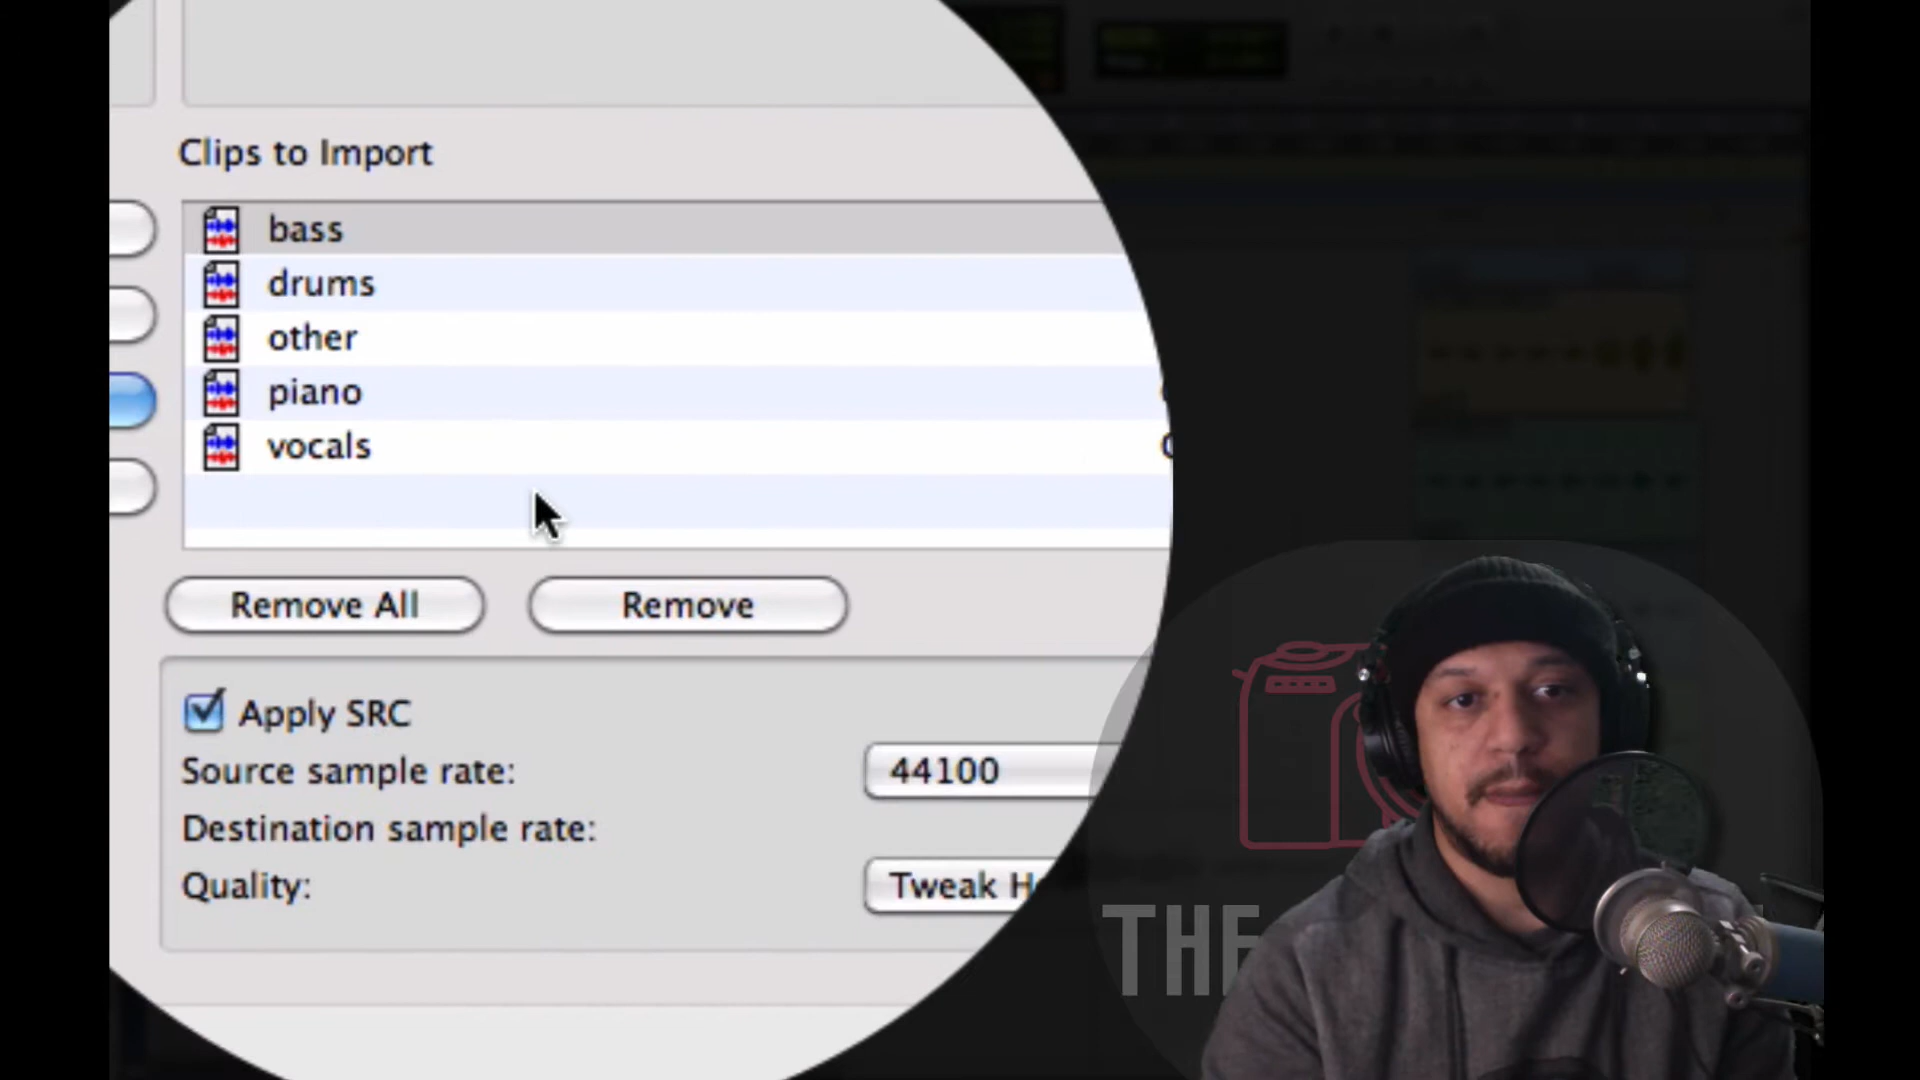 Clips to Import
bass
drums
other
piano
vocals
Remove All
Remove
Apply SRC
Source sample rate:
44100
Destination sample rate:
Quality:
Tweak
THE